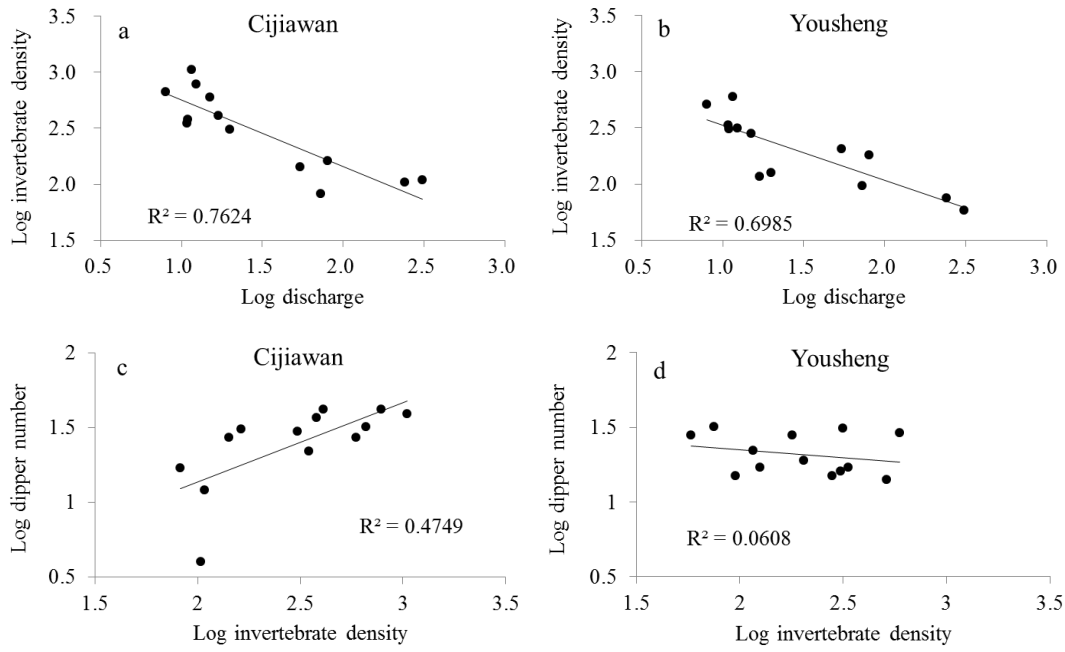 a
Cijiawan
Log invertebrate density
3.5
3.0
2.5
2.0
1.5
R² = 0.7624
0.5 1.0 1.5 2.0 2.5 3.0
Log discharge
b
Yousheng
Log invertebrate density
3.5
3.0
2.5
2.0
1.5
R² = 0.6985
0.5 1.0 1.5 2.0 2.5 3.0
Log discharge
c
Cijiawan
Log dipper number
2
1.5
1
0.5
R² = 0.4749
1.5 2 2.5 3 3.5
Log invertebrate density
d
Yousheng
Log dipper number
2
1.5
1
0.5
R² = 0.0608
1.5 2 2.5 3 3.5
Log invertebrate density